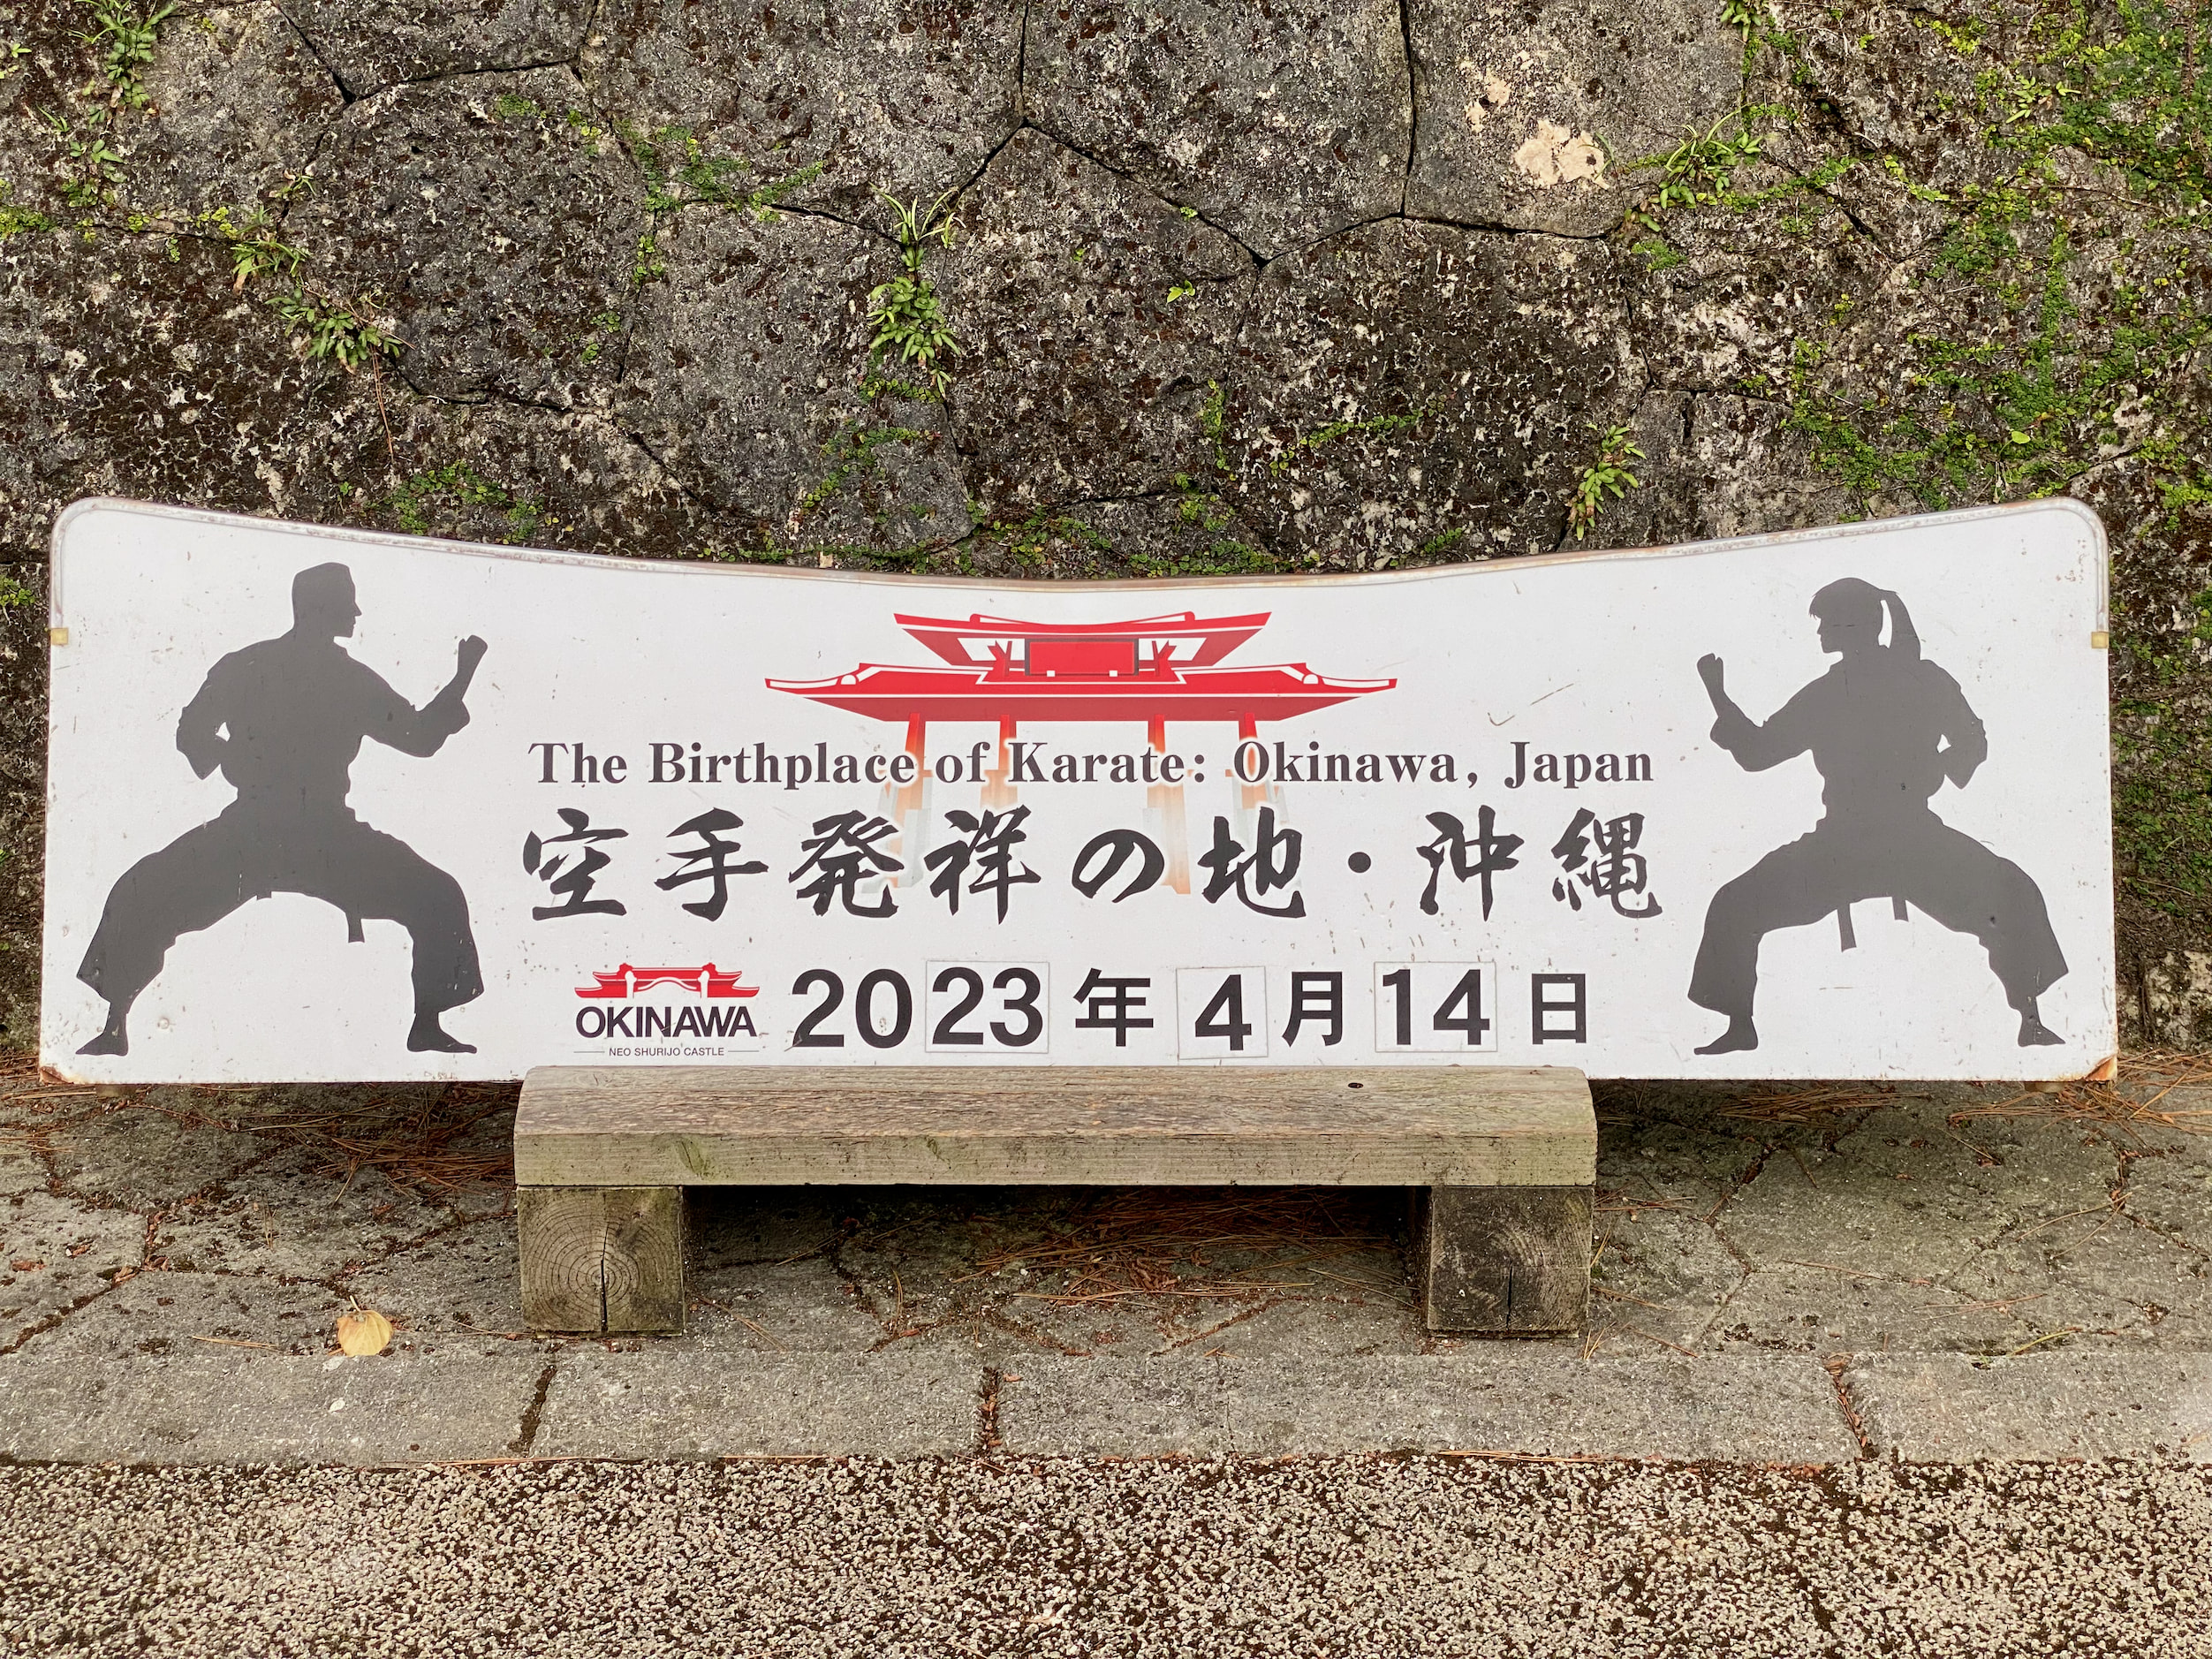 The Birthplace of Karate: Okinawa, Japan
空手発祥の地・沖縄
OKINAWA
NEO SHURIJO CASTLE
2023年4月14日